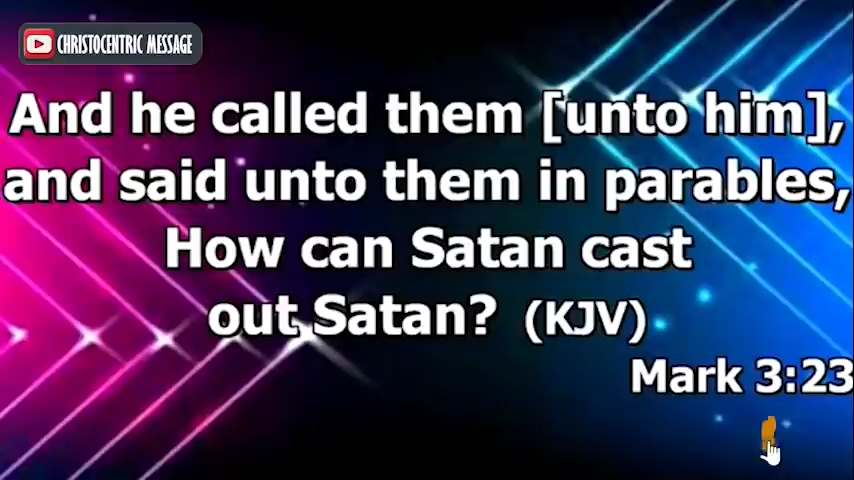 CHRISTOCENTRIC MESSAGE
And he called them [unto him],
and said unto them in parables,
How can Satan cast
out Satan? (KJV)
Mark 3:23